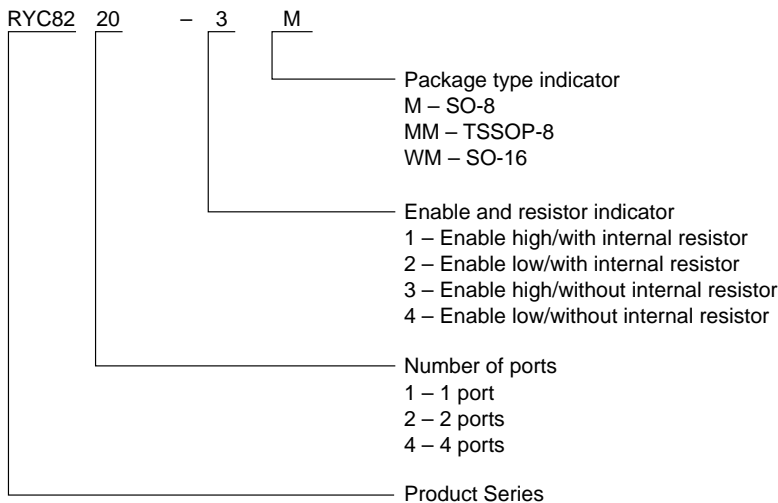 RYC82 20 – 3 M
Package type indicator
M – SO-8
MM – TSSOP-8
WM – SO-16
Enable and resistor indicator
1 – Enable high/with internal resistor
2 – Enable low/with internal resistor
3 – Enable high/without internal resistor
4 – Enable low/without internal resistor
Number of ports
1 – 1 port
2 – 2 ports
4 – 4 ports
Product Series